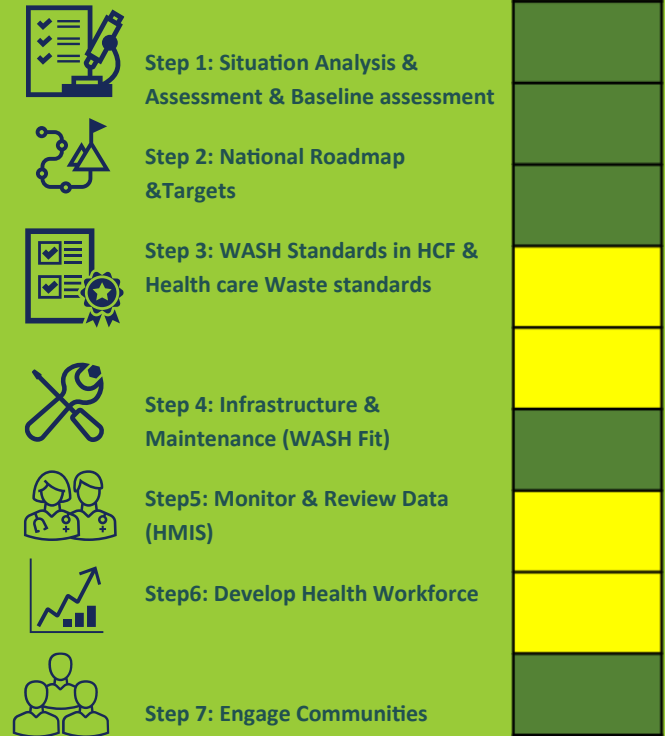 Step 1: Situation Analysis &
Assessment & Baseline assessment
Step 2: National Roadmap
&Targets
Step 3: WASH Standards in HCF &
Health care Waste standards
Step 4: Infrastructure &
Maintenance (WASH Fit)
Step5: Monitor & Review Data
(HMIS)
Step6: Develop Health Workforce
Step 7: Engage Communities